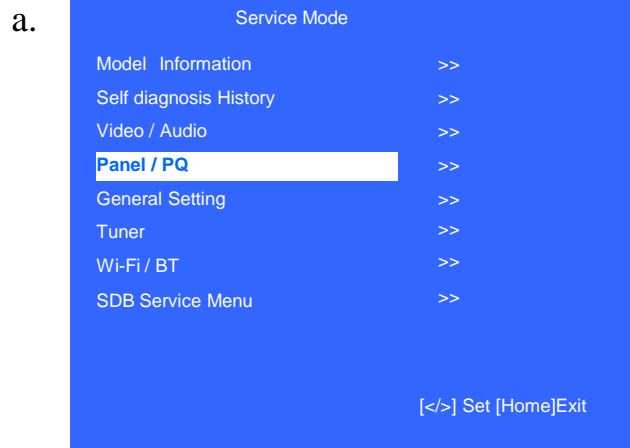 a.
Service Mode
Model Information >>
Self diagnosis History >>
Video / Audio >>
Panel / PQ >>
General Setting >>
Tuner >>
Wi-Fi / BT >>
SDB Service Menu >>
[</>] Set [Home]Exit